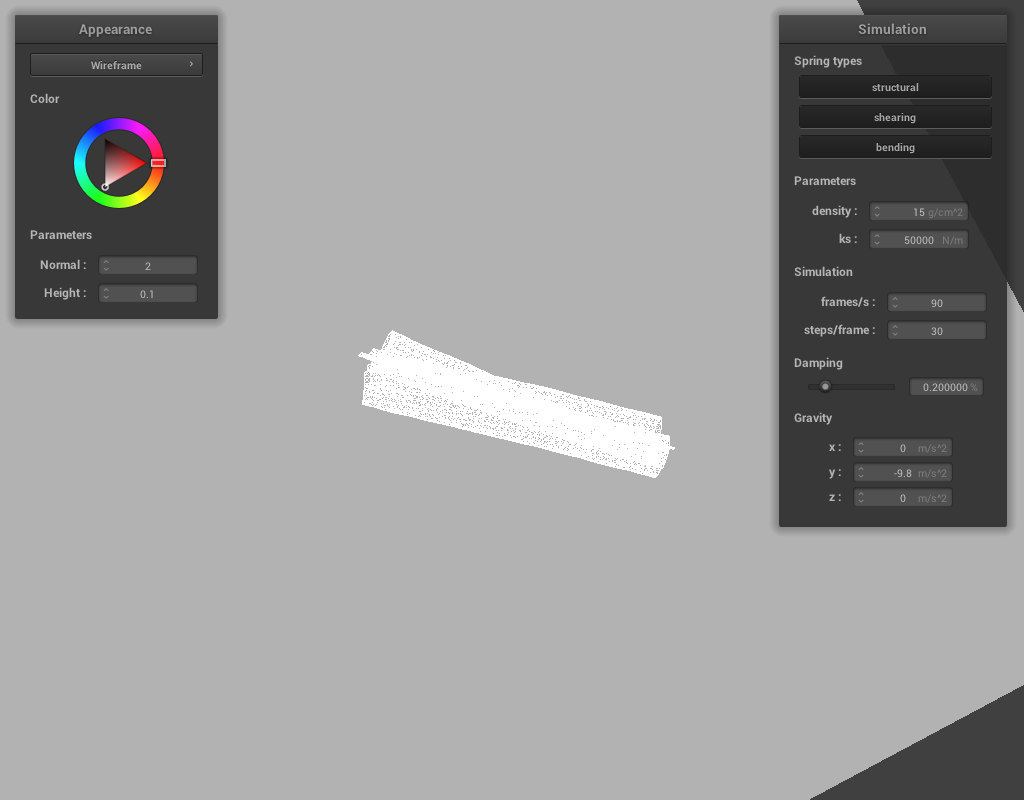 Appearance
Wireframe
Color
Parameters
Normal : 2
Height : 0.1
Simulation
Spring types
structural
shearing
bending
Parameters
density : 15 g/cm^2
ks : 50000 N/m
Simulation
frames/s : 90
steps/frame : 30
Damping
0.200000 %
Gravity
x : 0 m/s^2
y : -9.8 m/s^2
z : 0 m/s^2